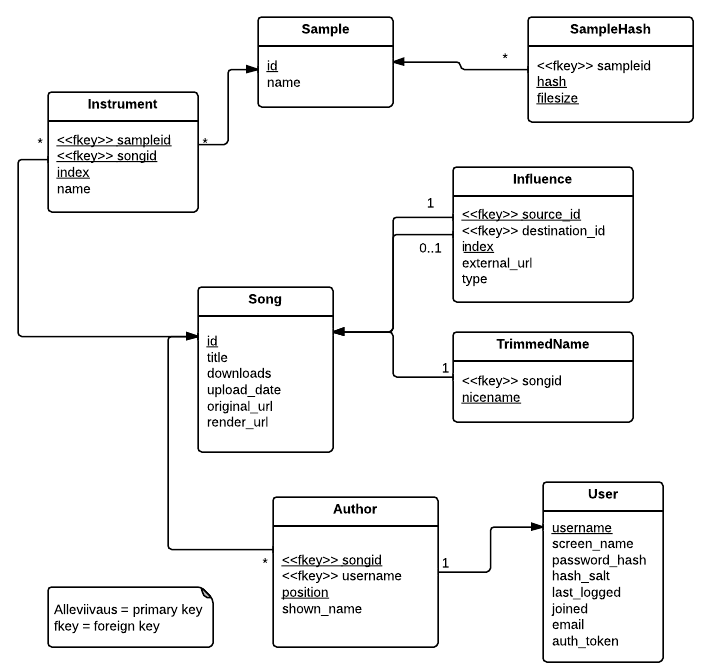 Sample
id
name
SampleHash
<<fkey>> sampleid
hash
filesize
*
Instrument
<<fkey>> sampleid
<<fkey>> songid
index
name
*
*
Influence
<<fkey>> source_id
<<fkey>> destination_id
index
external_url
type
1
0..1
Song
id
title
downloads
upload_date
original_url
render_url
TrimmedName
<<fkey>> songid
nicename
1
Author
<<fkey>> songid
<<fkey>> username
position
shown_name
*
1
User
username
screen_name
password_hash
hash_salt
last_logged
joined
email
auth_token
Alleviivaus = primary key
fkey = foreign key